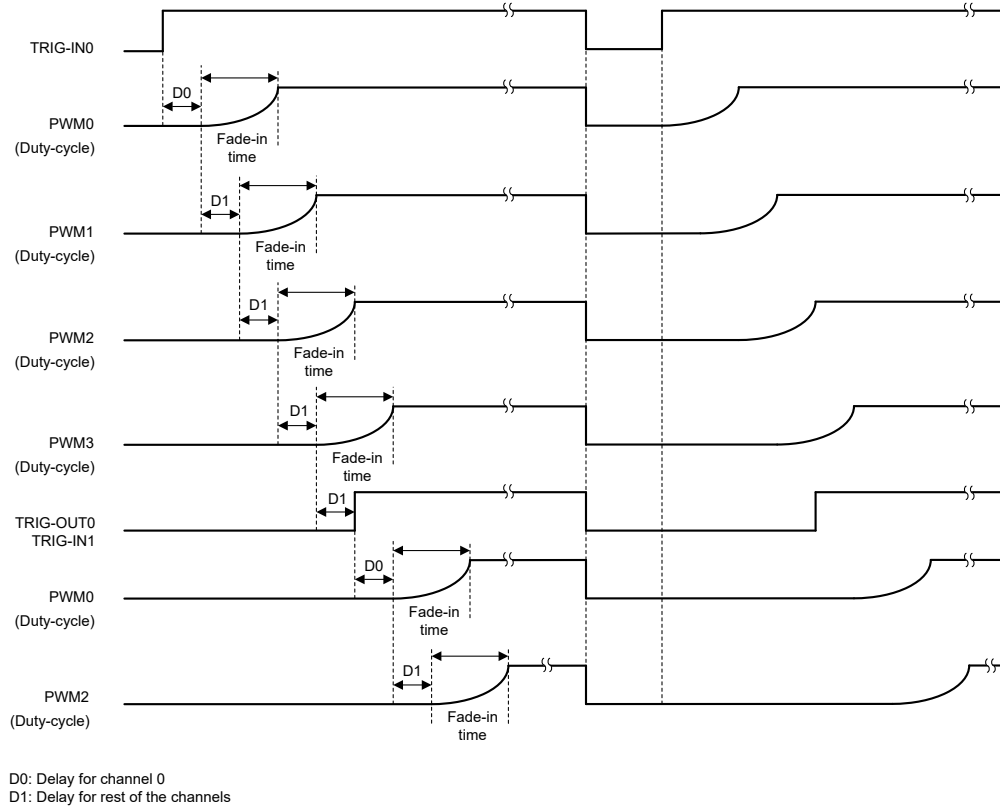 TRIG-IN0
D0
PWM0
(Duty-cycle)
Fade-in
time
D1
PWM1
(Duty-cycle)
Fade-in
time
D1
PWM2
(Duty-cycle)
Fade-in
time
D1
PWM3
(Duty-cycle)
Fade-in
time
D1
TRIG-OUT0
TRIG-IN1
D0
PWM0
(Duty-cycle)
Fade-in
time
D1
PWM2
(Duty-cycle)
Fade-in
time
D0: Delay for channel 0
D1: Delay for rest of the channels